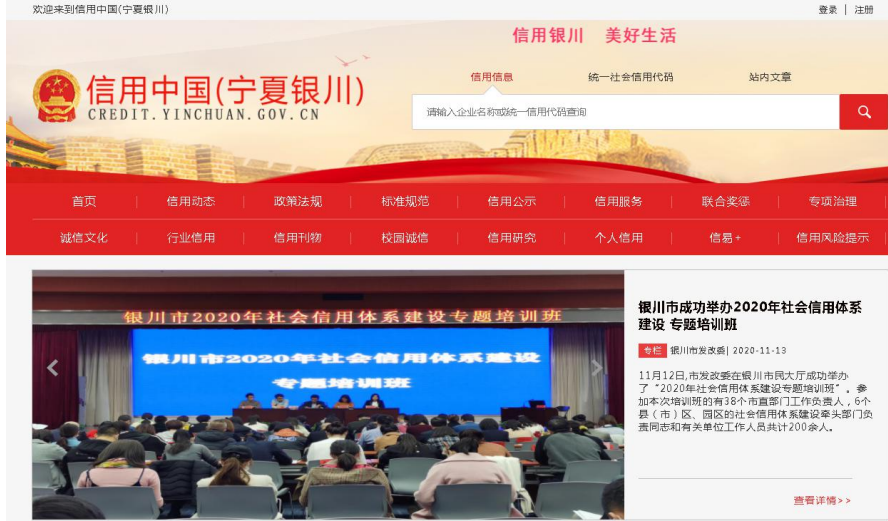 欢迎来到信用中国(宁夏银川)
登录 | 注册
信用银川 美好生活
信用中国(宁夏银川)
CREDIT.YINCHUAN.GOV.CN
信用信息 统一社会信用代码 站内文章
请输入企业名称或统一信用代码查询
首页 信用动态 政策法规 标准规范 信用公示 信用服务 联合奖惩 专项治理
诚信文化 行业信用 信用刊物 校园诚信 信用研究 个人信用 信易+ 信用风险提示
银川市2020年社会信用体系建设专题培训班
银川市2020年社会信用体系建设
专题培训班
银川市成功举办2020年社会信用体系
建设 专题培训班
专栏 银川市发改委| 2020-11-13
11月12日,市发改委在银川市民大厅成功举办
了“2020年社会信用体系建设专题培训班”。参
加本次培训班的有38个市直部门工作负责人，6个
县（市）区、园区的社会信用体系建设牵头部门负
责同志和有关单位工作人员共计200余人。
查看详情>>